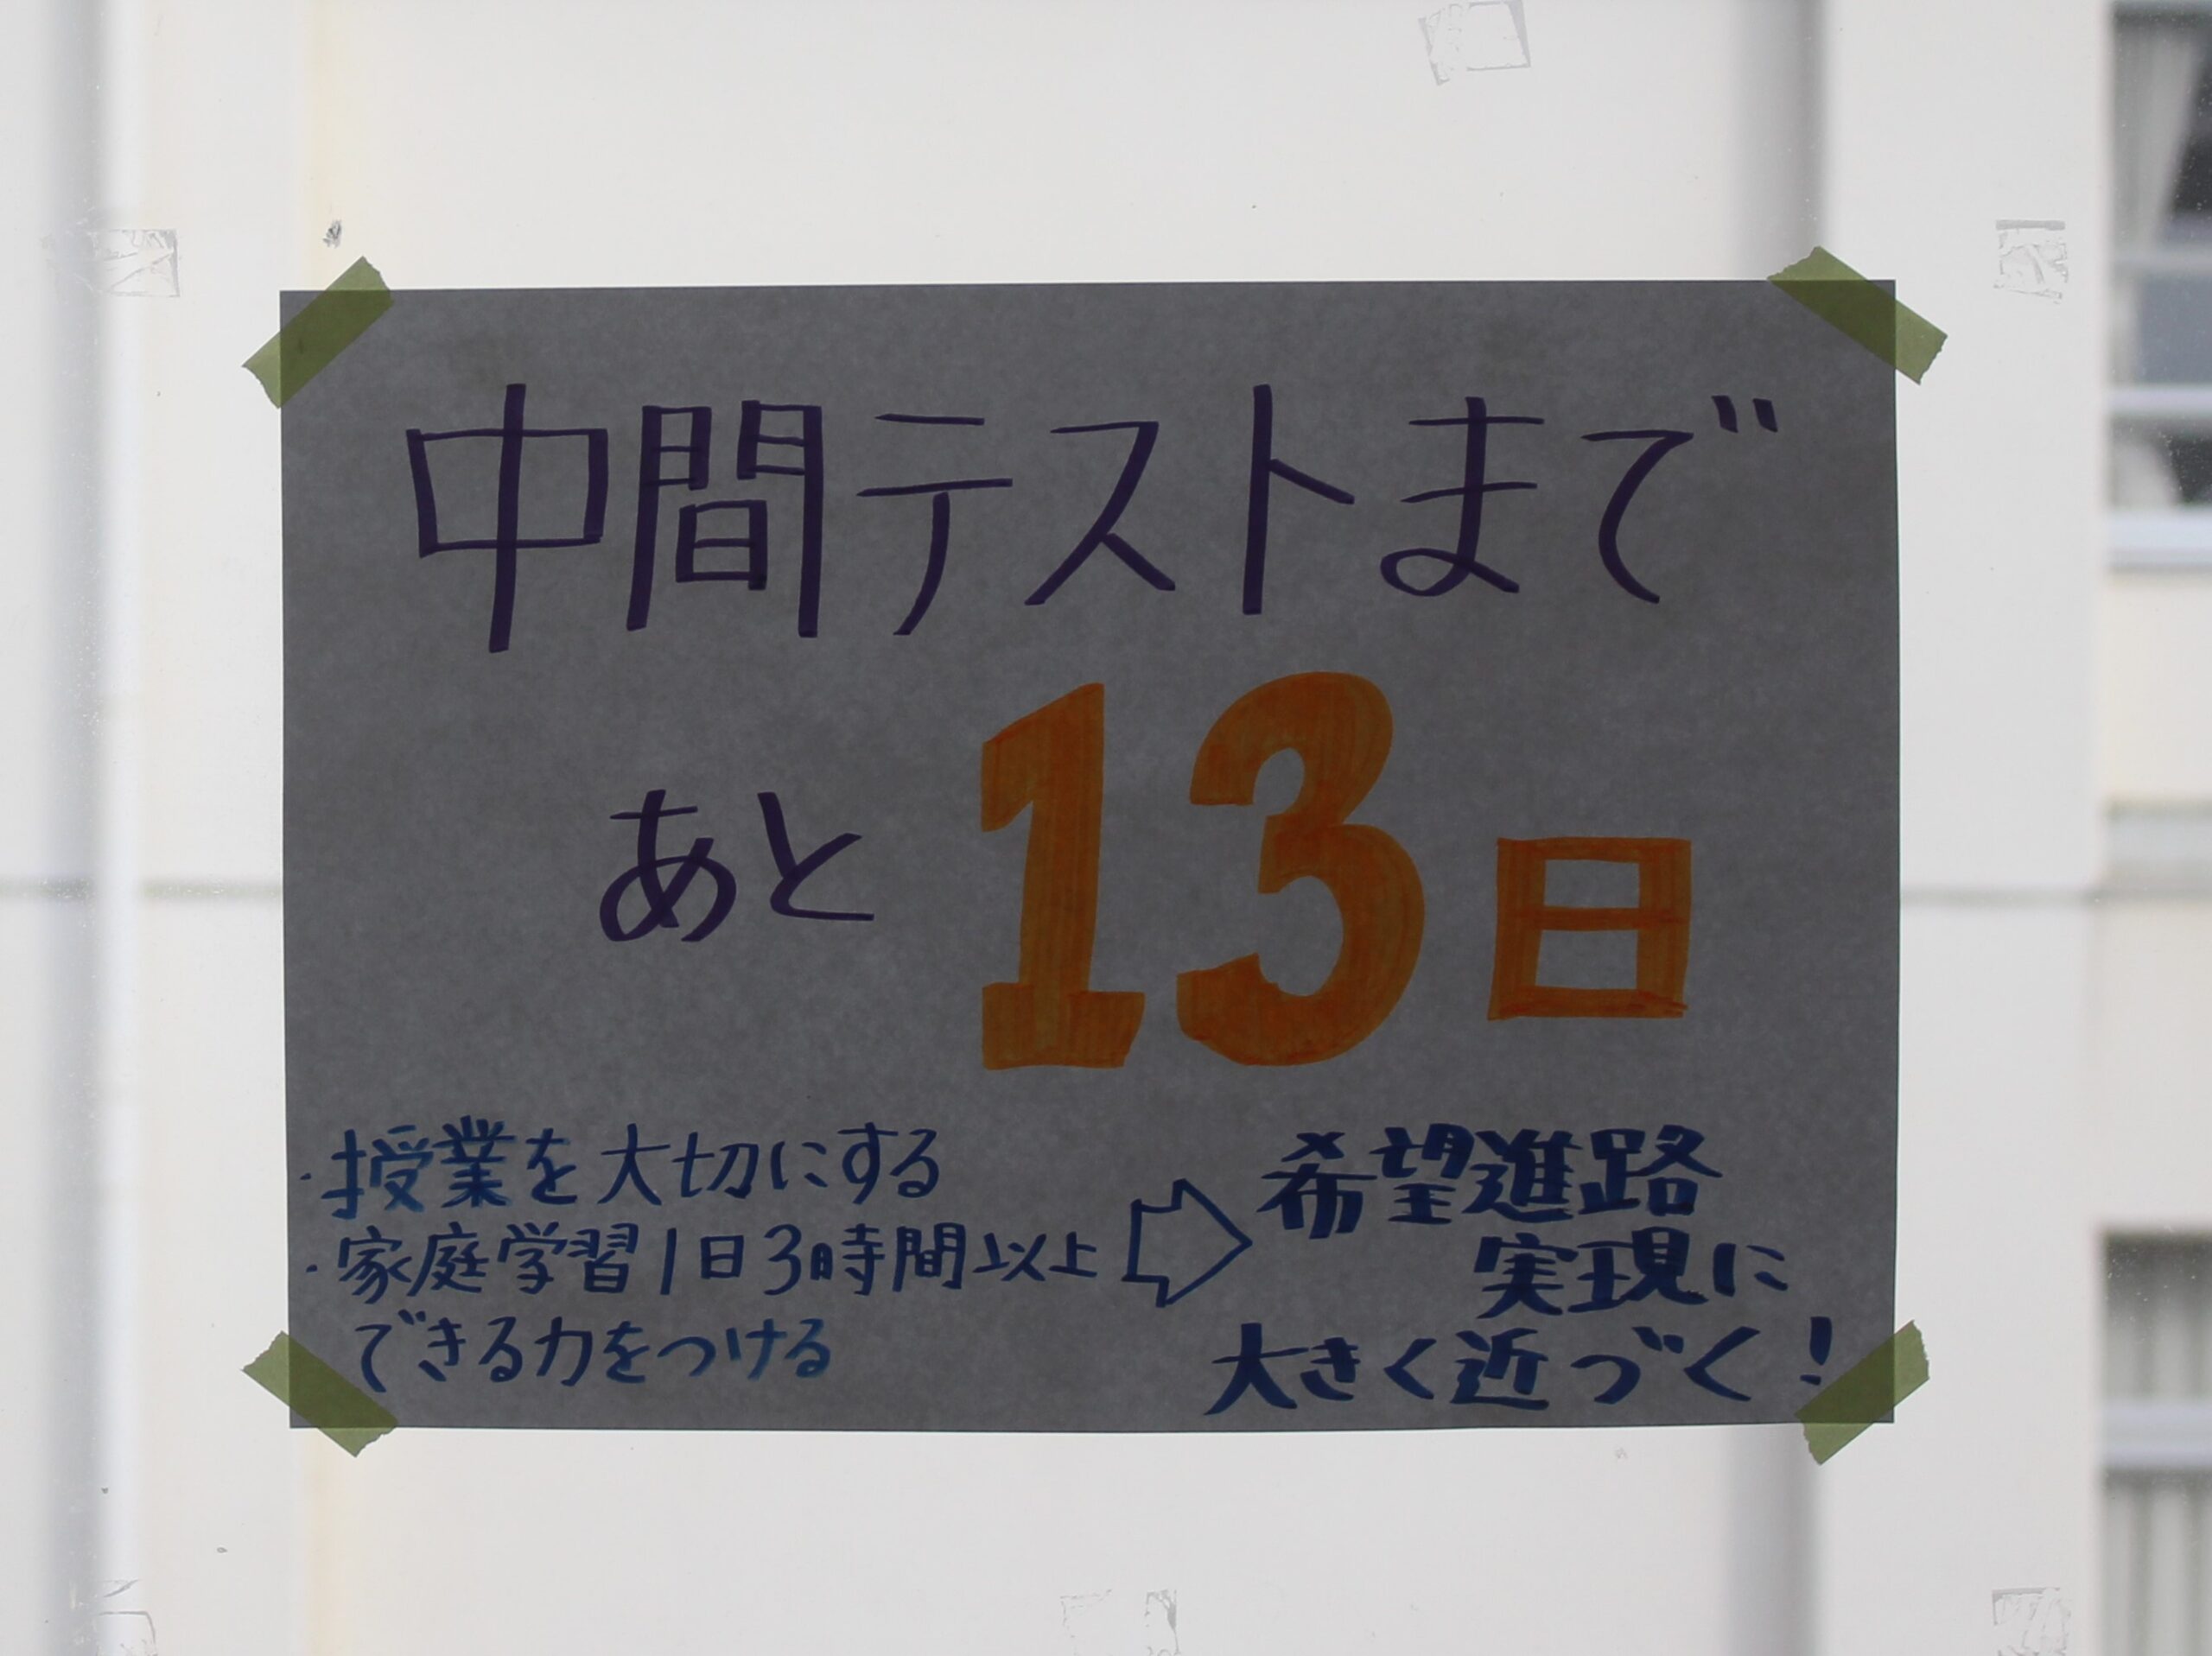 中間テストまで
あと13日
・授業を大切にする
・家庭学習1日3時間以上
できる力をつける
⇨
希望進路
実現に
大きく近づく!